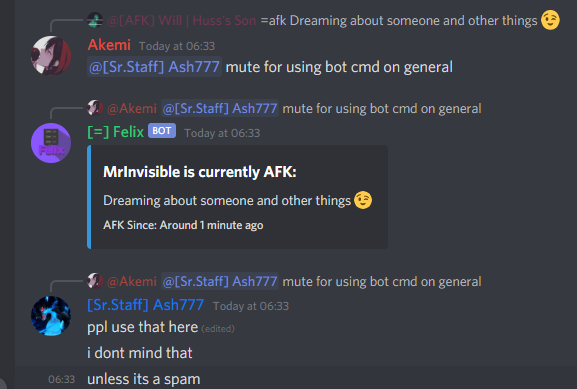 @[AFK] Will | Huss's Son =afk Dreaming about someone and other things 😉
Akemi Today at 06:33
@[Sr.Staff] Ash777 mute for using bot cmd on general
@Akemi @[Sr.Staff] Ash777 mute for using bot cmd on general
[=] Felix BOT Today at 06:33
MrInvisible is currently AFK:
Dreaming about someone and other things 😉
AFK Since: Around 1 minute ago
@Akemi @[Sr.Staff] Ash777 mute for using bot cmd on general
[Sr.Staff] Ash777 Today at 06:33
ppl use that here (edited)
i dont mind that
06:33 unless its a spam